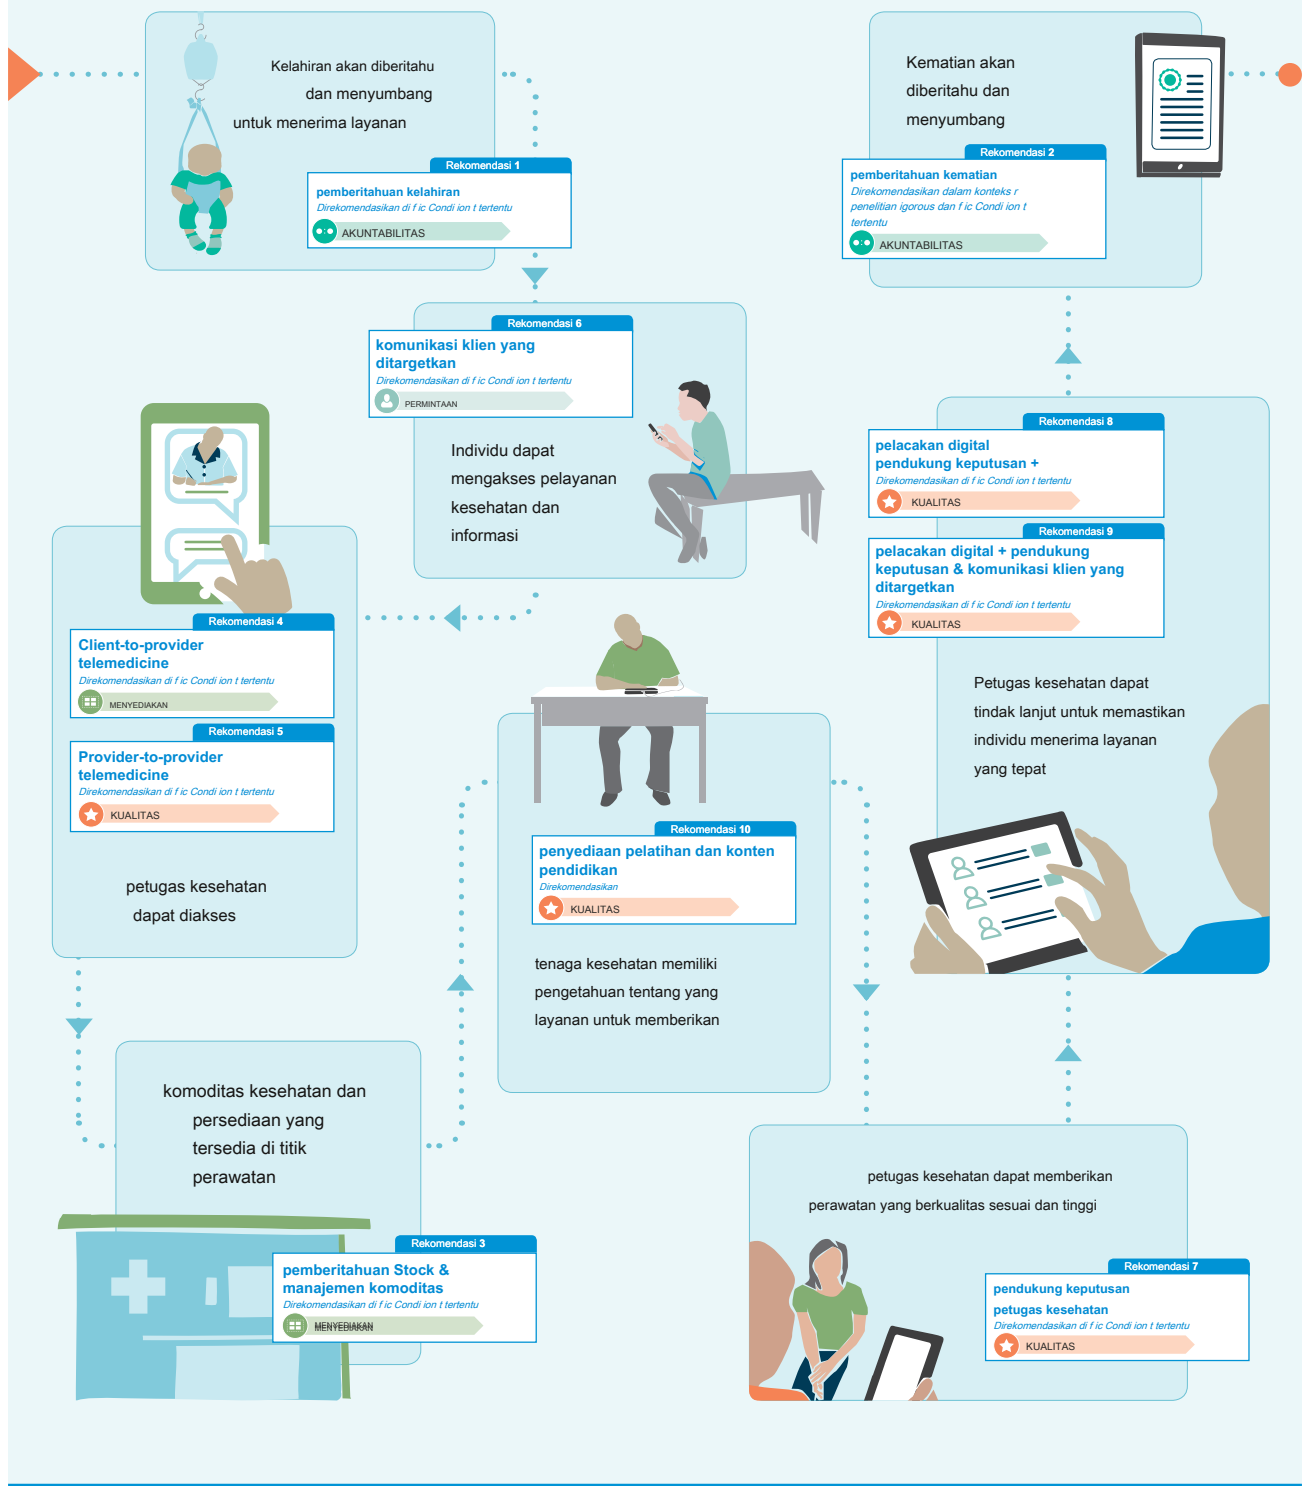 Kelahiran akan diberitahu
dan menyumbang
untuk menerima layanan
Rekomendasi 1
pemberitahuan kelahiran
Direkomendasikan di f ic Condi ion t tertentu
AKUNTABILITAS
Kematian akan
diberitahu dan
menyumbang
Rekomendasi 2
pemberitahuan kematian
Direkomendasikan dalam konteks r
penelitian igorous dan f ic Condi ion t
tertentu
AKUNTABILITAS
Rekomendasi 6
komunikasi klien yang
ditargetkan
Direkomendasikan di f ic Condi ion t tertentu
PERMINTAAN
Individu dapat
mengakses pelayanan
kesehatan dan
informasi
Rekomendasi 8
pelacakan digital
pendukung keputusan +
Direkomendasikan di f ic Condi ion t tertentu
KUALITAS
Rekomendasi 9
pelacakan digital + pendukung
keputusan & komunikasi klien yang
ditargetkan
Direkomendasikan di f ic Condi ion t tertentu
KUALITAS
Petugas kesehatan dapat
tindak lanjut untuk memastikan
individu menerima layanan
yang tepat
Rekomendasi 4
Client-to-provider
telemedicine
Direkomendasikan di f ic Condi ion t tertentu
MENYEDIAKAN
Rekomendasi 5
Provider-to-provider
telemedicine
Direkomendasikan di f ic Condi ion t tertentu
KUALITAS
petugas kesehatan
dapat diakses
Rekomendasi 10
penyediaan pelatihan dan konten
pendidikan
Direkomendasikan
KUALITAS
tenaga kesehatan memiliki
pengetahuan tentang yang
layanan untuk memberikan
komoditas kesehatan dan
persediaan yang
tersedia di titik
perawatan
Rekomendasi 3
pemberitahuan Stock &
manajemen komoditas
Direkomendasikan di f ic Condi ion t tertentu
MENYEDIAKAN
petugas kesehatan dapat memberikan
perawatan yang berkualitas sesuai dan tinggi
Rekomendasi 7
pendukung keputusan
petugas kesehatan
Direkomendasikan di f ic Condi ion t tertentu
KUALITAS